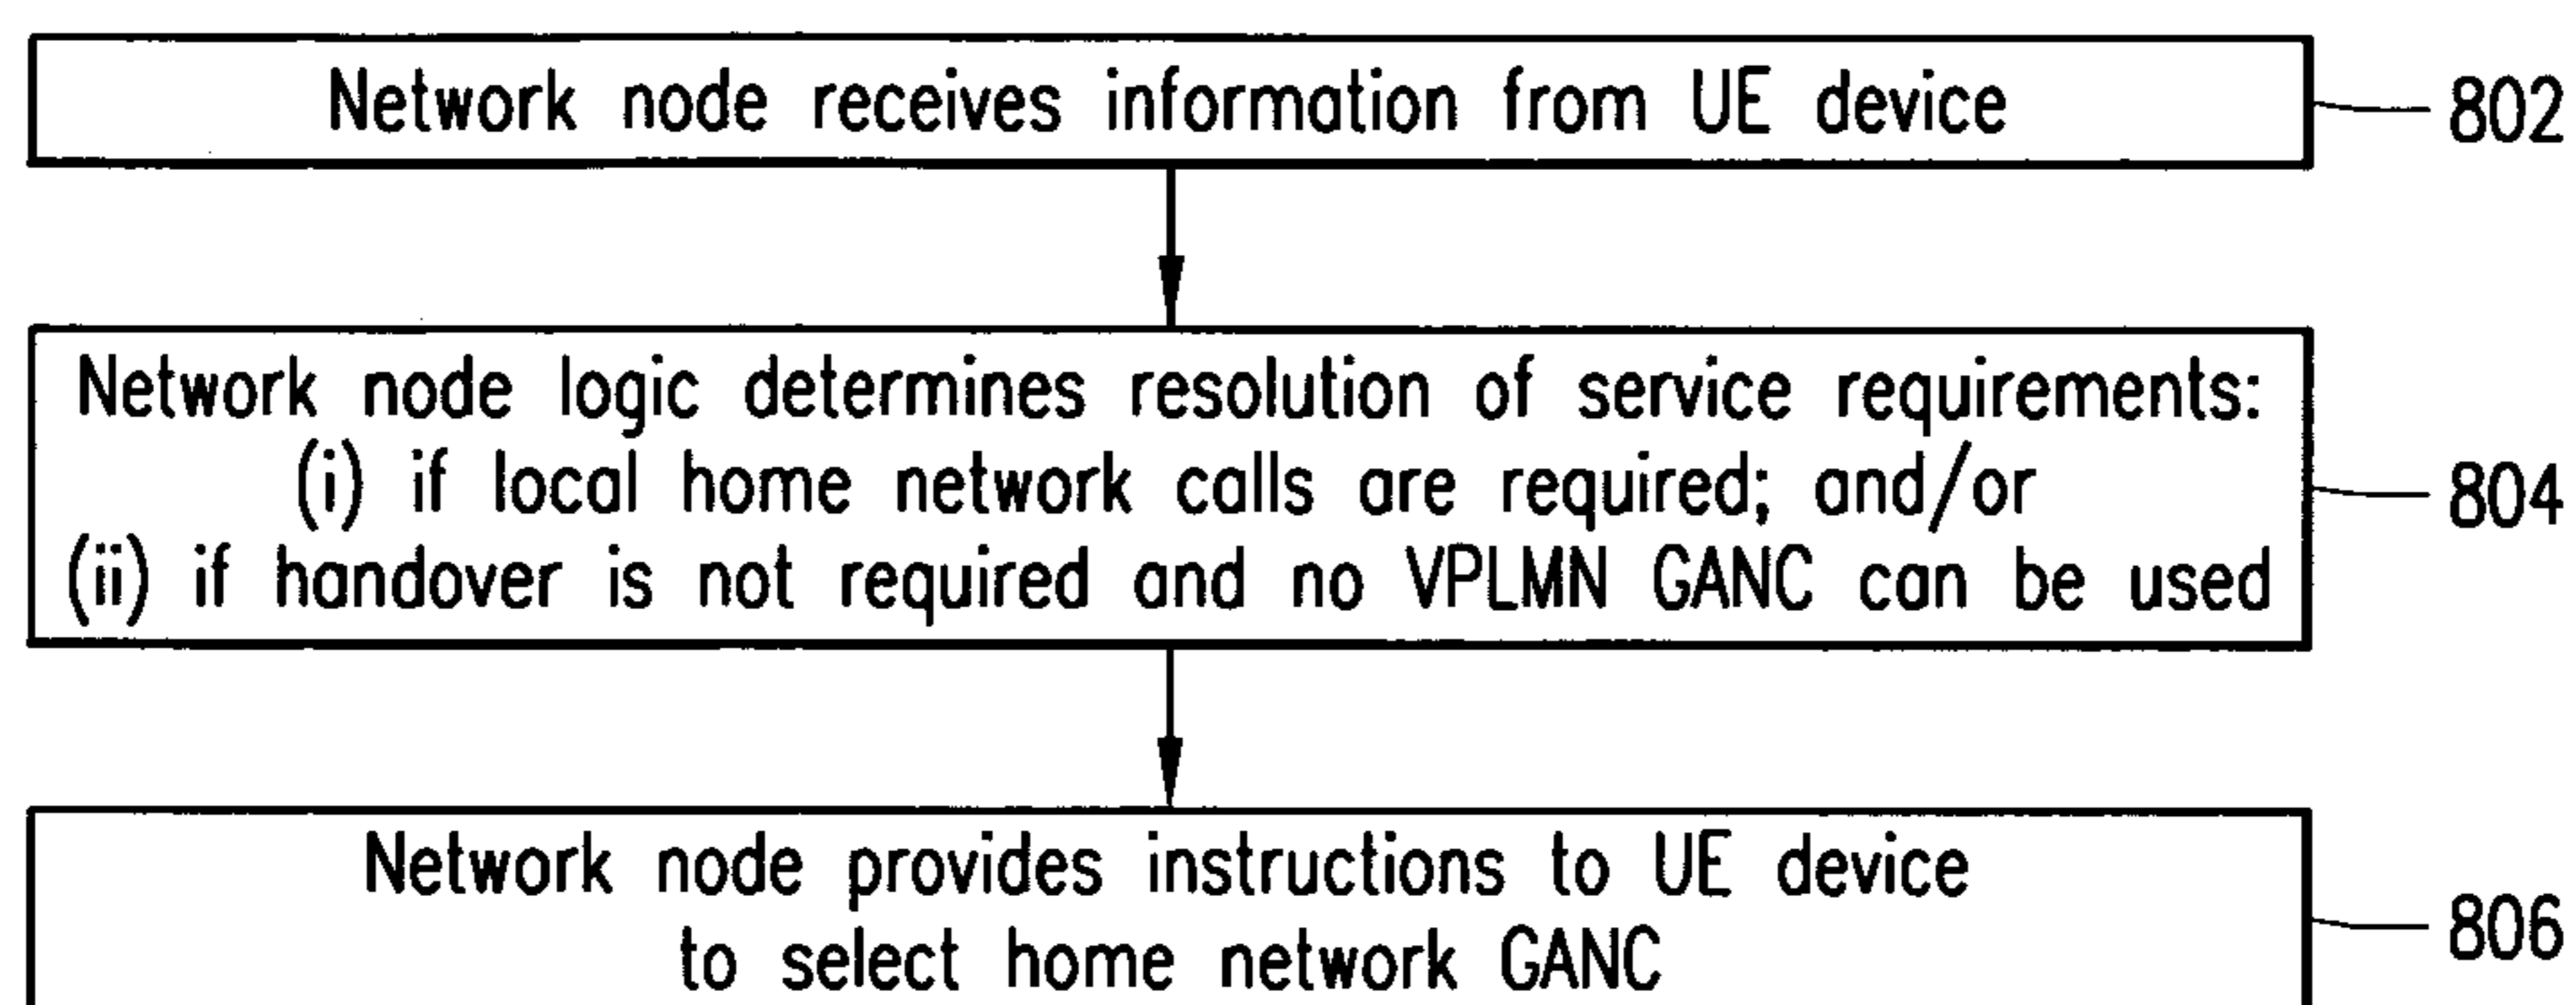 Network node receives information from UE device
802
Network node logic determines resolution of service requirements:
(i) if local home network calls are required; and/or
(ii) if handover is not required and no VPLMN GANC can be used
804
Network node provides instructions to UE device
to select home network GANC
806